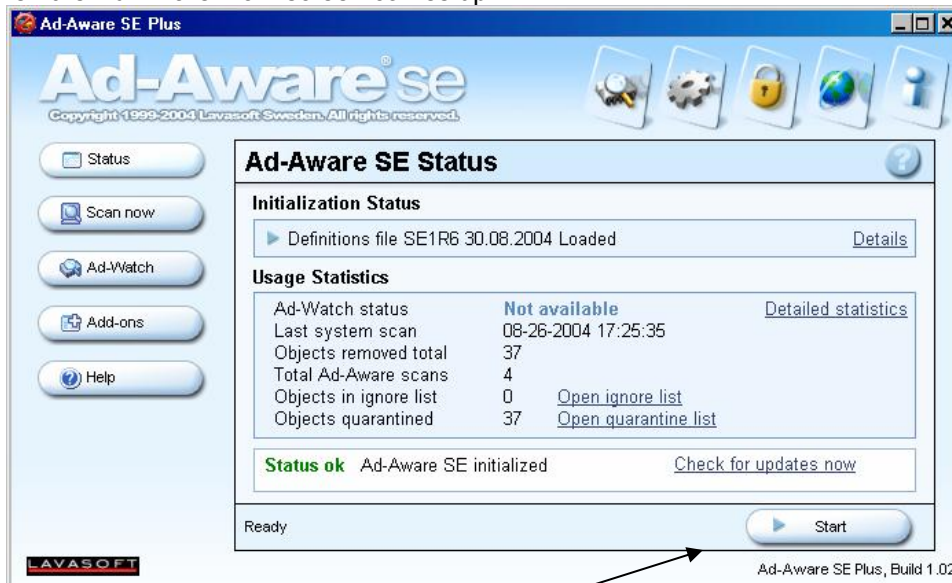 Ad-Aware SE Plus
Ad-Aware se
Copyright 1999-2004 Lavasoft Sweden. All rights reserved.
Status
Scan now
Ad-Watch
Add-ons
Help
Ad-Aware SE Status
Initialization Status
Definitions file SE1R6 30.08.2004 Loaded Details
Usage Statistics
Ad-Watch status Not available Detailed statistics
Last system scan 08-26-2004 17:25:35
Objects removed total 37
Total Ad-Aware scans 4
Objects in ignore list 0 Open ignore list
Objects quarantined 37 Open quarantine list
Status ok Ad-Aware SE initialized Check for updates now
Ready Start
LAVASOFT
Ad-Aware SE Plus, Build 1.02